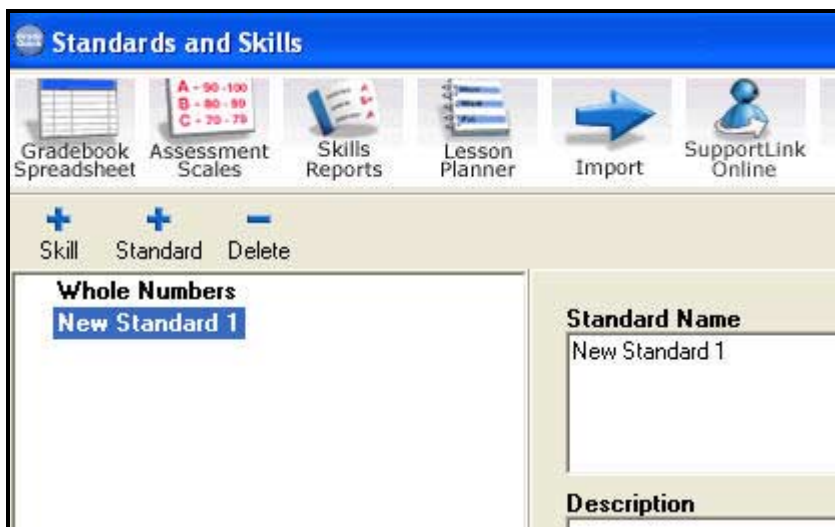 Standards and Skills
A - 90 -100
B - 80 - 89
C - 70 - 79
Gradebook Spreadsheet
Assessment Scales
Skills Reports
Lesson Planner
Import
SupportLink Online
Skill Standard Delete
Whole Numbers
New Standard 1
Standard Name
New Standard 1
Description